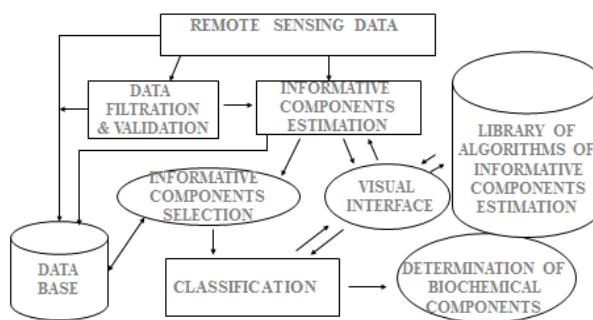 REMOTE SENSING DATA
DATA
FILTRATION
& VALIDATION
INFORMATIVE
COMPONENTS
ESTIMATION
LIBRARY OF
ALGORITHMS OF
INFORMATIVE
COMPONENTS
ESTIMATION
INFORMATIVE
COMPONENTS
SELECTION
VISUAL
INTERFACE
DATA
BASE
CLASSIFICATION
DETERMINATION OF
BIOCHEMICAL
COMPONENTS